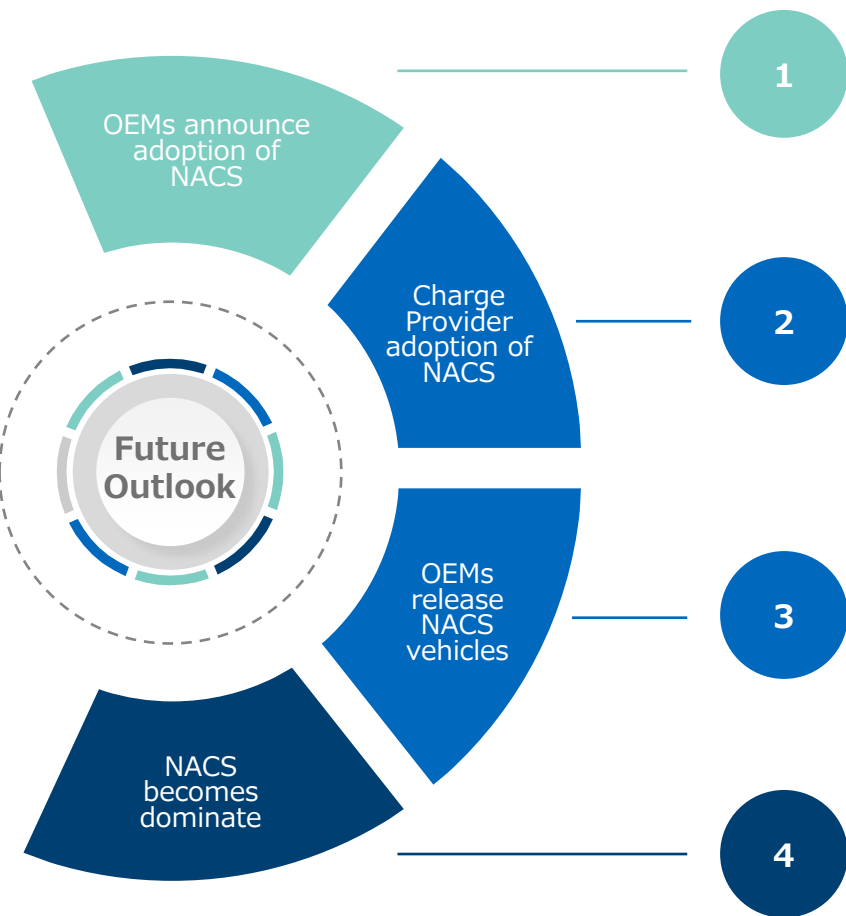 OEMs announce
adoption of
NACS
1
Charge
Provider
adoption of
NACS
2
Future
Outlook
OEMs
release
NACS
vehicles
3
NACS
becomes
dominate
4